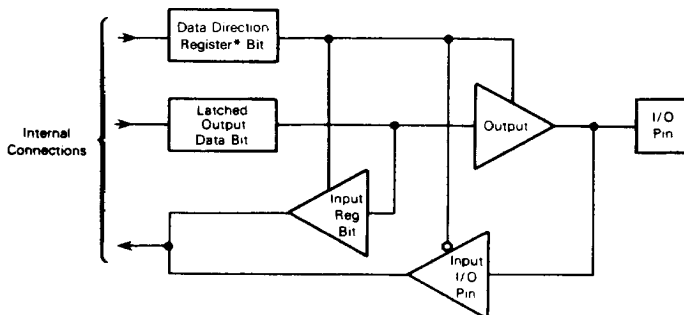 Data Direction
Register* Bit
Latched
Output
Data Bit
Output
I/O
Pin
Internal
Connections
Input
Reg
Bit
Input
I/O
Pin